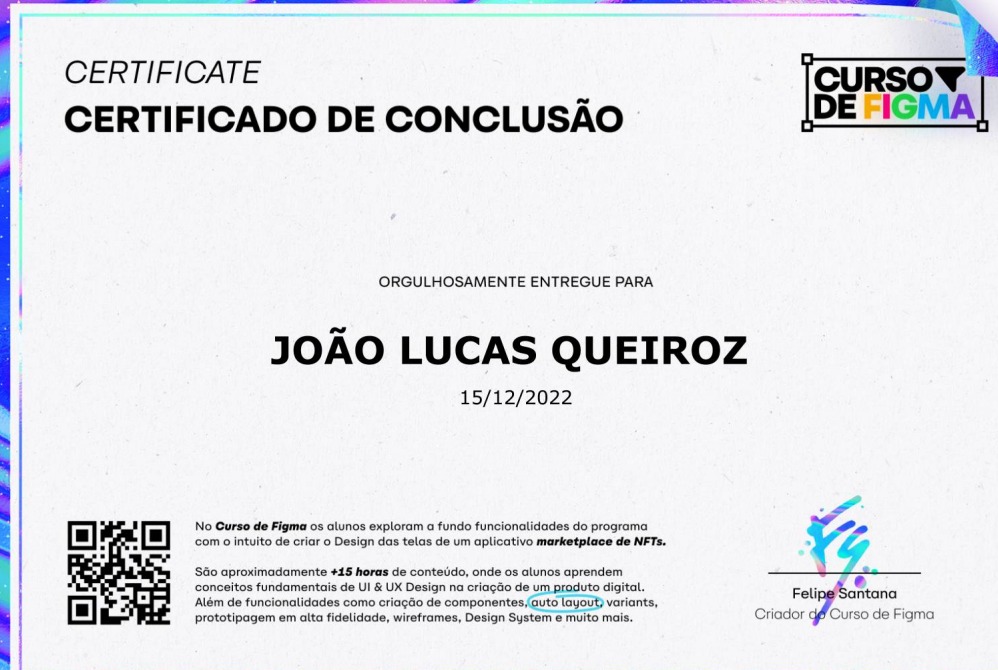 CERTIFICATE
CERTIFICADO DE CONCLUSÃO
CURSO
DE FIGMA
ORGULHOSAMENTE ENTREGUE PARA
JOÃO LUCAS QUEIROZ
15/12/2022
No Curso de Figma os alunos exploram a fundo funcionalidades do programa
com o intuito de criar o Design das telas de um aplicativo marketplace de NFTs.
São aproximadamente +15 horas de conteúdo, onde os alunos aprendem
conceitos fundamentais de UI & UX Design na criação de um produto digital.
Além de funcionalidades como criação de componentes, auto layout, variants,
prototipagem em alta fidelidade, wireframes, Design System e muito mais.
Felipe Santana
Criador do Curso de Figma